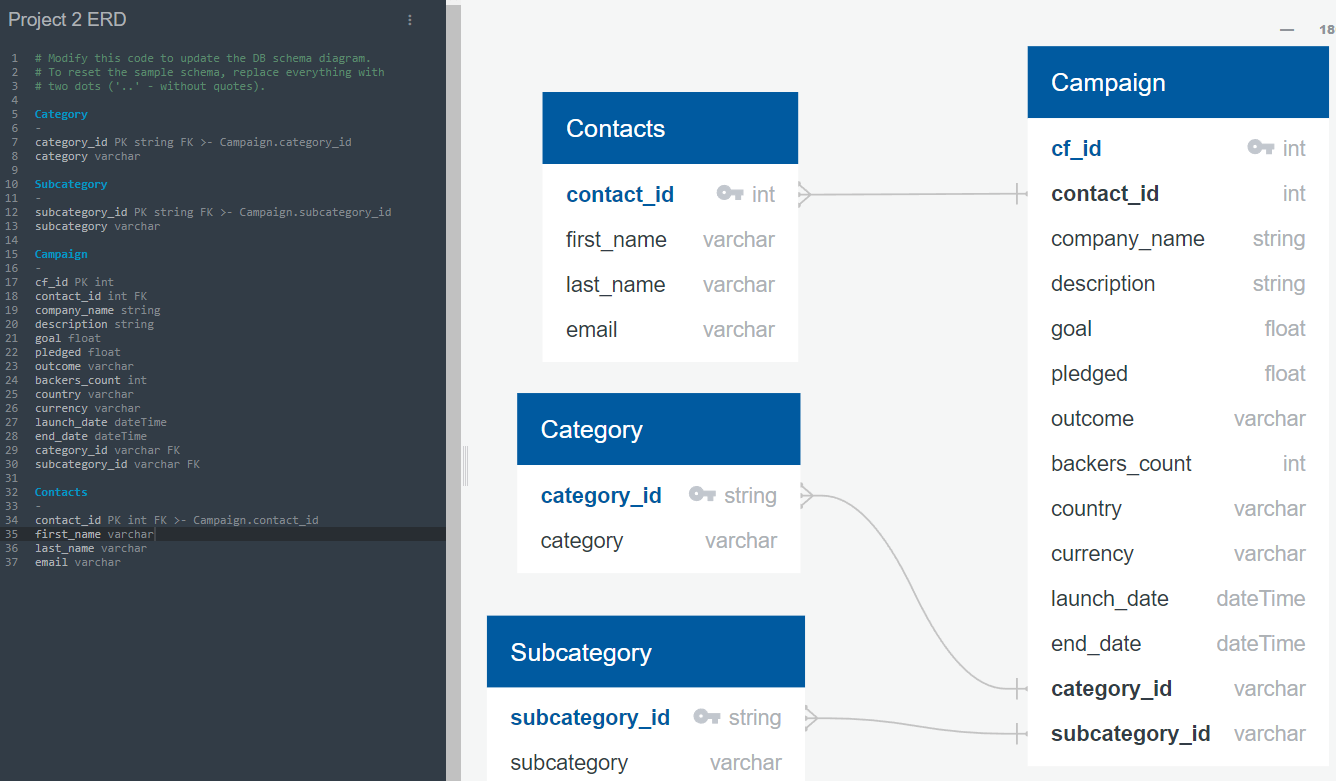 Project 2 ERD
1 # Modify this code to update the DB schema diagram.
2 # To reset the sample schema, replace everything with
3 # two dots ('..' - without quotes).
4
5 Category
6 -
7 category_id PK string FK >- Campaign.category_id
8 category varchar
9
10 Subcategory
11 -
12 subcategory_id PK string FK >- Campaign.subcategory_id
13 subcategory varchar
14
15 Campaign
16 -
17 cf_id PK int
18 contact_id int FK
19 company_name string
20 description string
21 goal float
22 pledged float
23 outcome varchar
24 backers_count int
25 country varchar
26 currency varchar
27 launch_date dateTime
28 end_date dateTime
29 category_id varchar FK
30 subcategory_id varchar FK
31
32 Contacts
33 -
34 contact_id PK int FK >- Campaign.contact_id
35 first_name varchar
36 last_name varchar
37 email varchar
Contacts
contact_id int
first_name varchar
last_name varchar
email varchar
Category
category_id string
category varchar
Subcategory
subcategory_id string
subcategory varchar
18
Campaign
cf_id int
contact_id int
company_name string
description string
goal float
pledged float
outcome varchar
backers_count int
country varchar
currency varchar
launch_date dateTime
end_date dateTime
category_id varchar
subcategory_id varchar